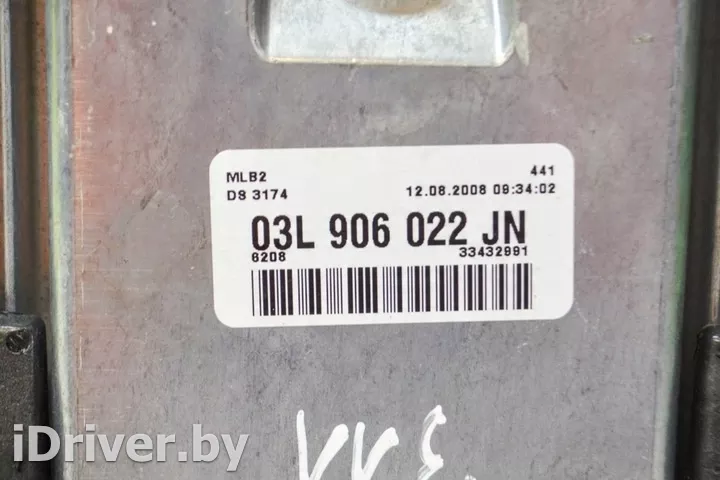 MLB2 441
D8 3174 12.08.2008 09:34:02
03L 906 022 JN
6208 33432991
iDriver.by